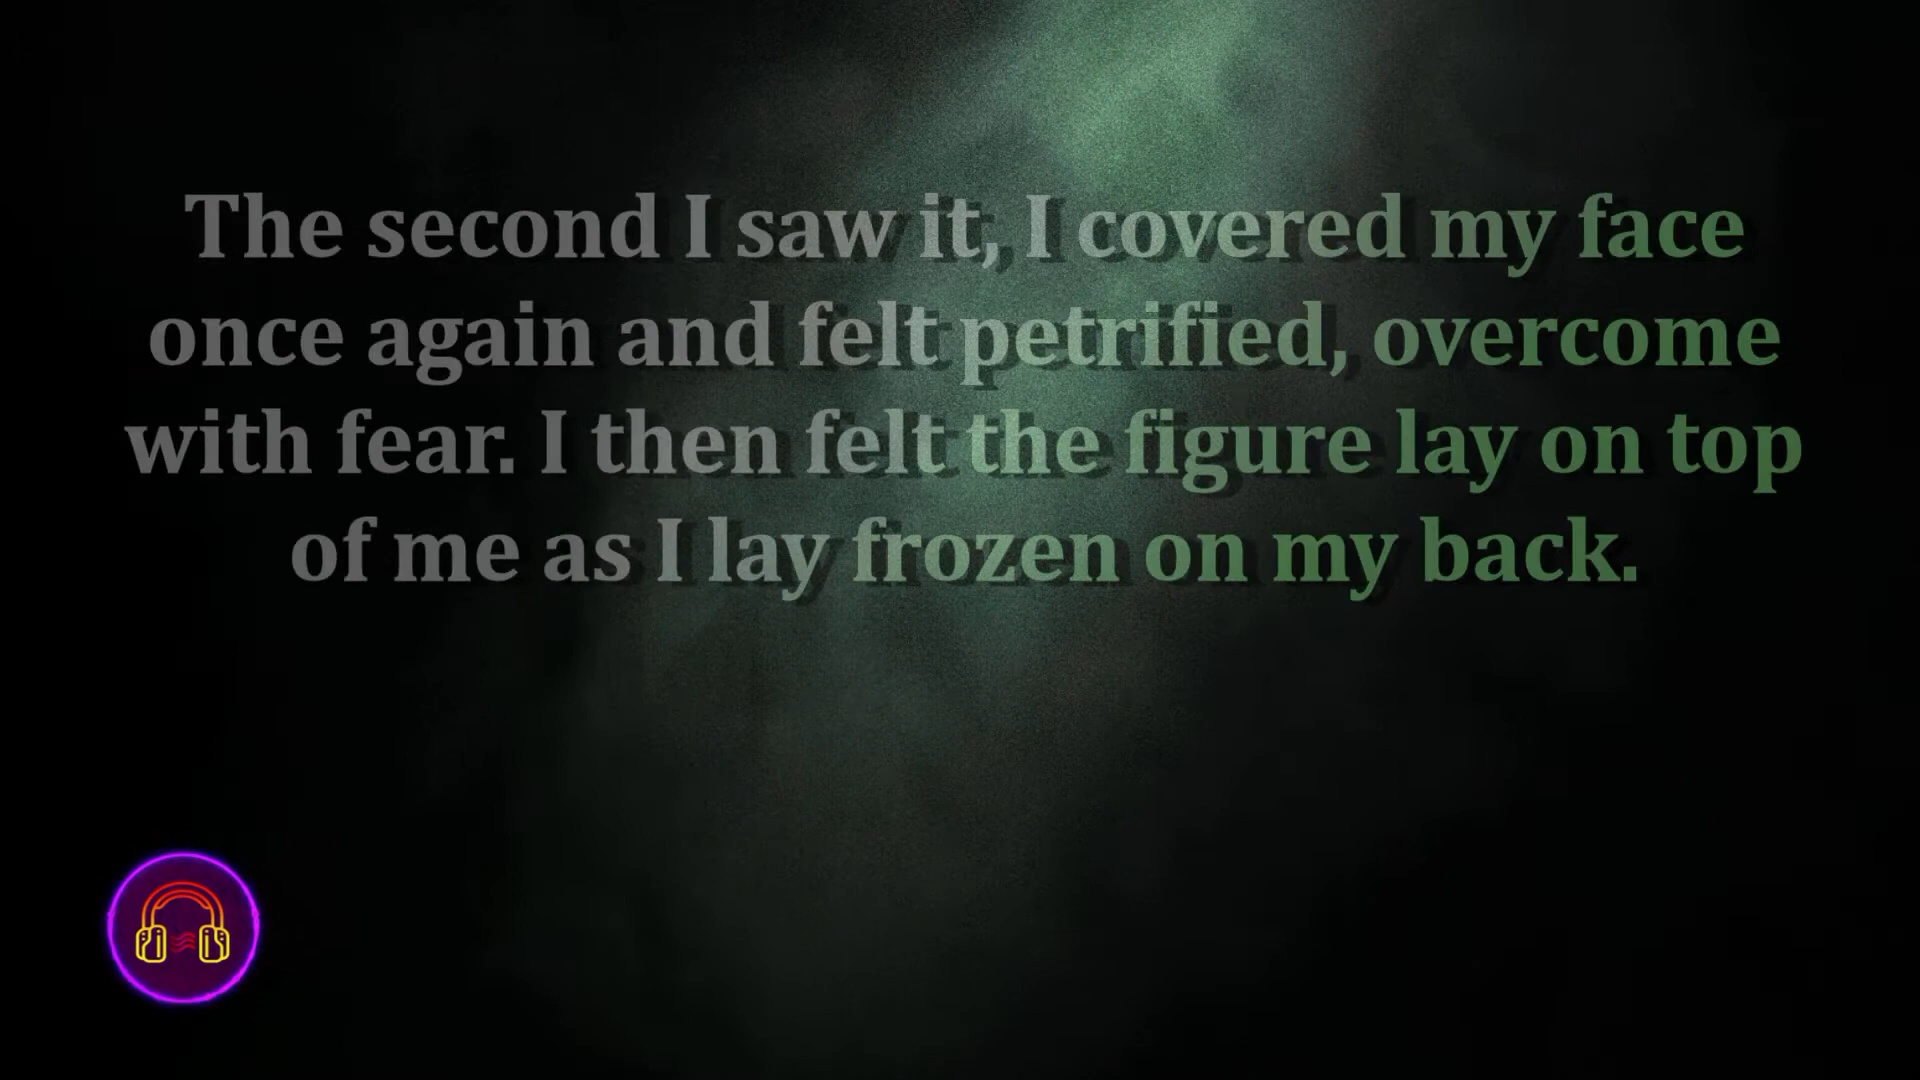 The second I saw it, I covered my face
once again and felt petrified, overcome
with fear. I then felt the figure lay on top
of me as I lay frozen on my back.